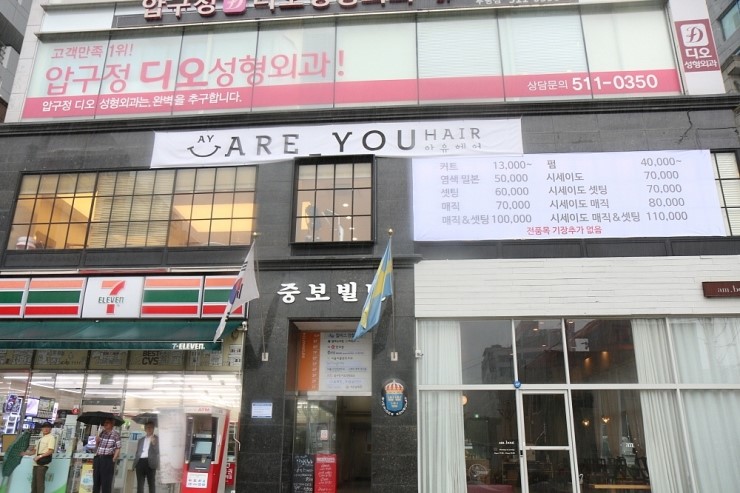 압구정 디오성형외과
고객만족 1위!
압구정 디오성형외과!
압구정 디오 성형외과는, 완벽을 추구합니다.
상담문의 511-0350
디오
성형외과
AY
ARE_YOU HAIR
아유헤어
커트 13,000~ 펌 40,000~
염색 일본 50,000 시세이도 70,000
셋팅 60,000 시세이도 셋팅 70,000
매직 70,000 시세이도 매직 80,000
매직&셋팅 100,000 시세이도 매직&셋팅 110,000
전품목 기장추가 없음
7
ELEVEN
중보빌
7-ELEVEN
CVS